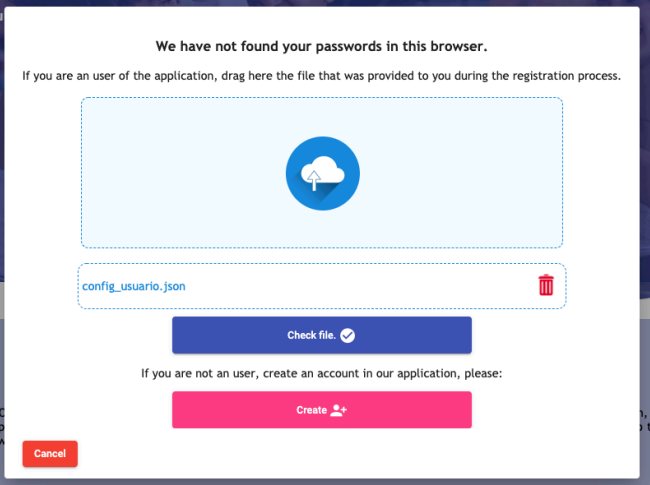 We have not found your passwords in this browser.
If you are an user of the application, drag here the file that was provided to you during the registration process.
config_usuario.json
Check file.
If you are not an user, create an account in our application, please:
Create
Cancel